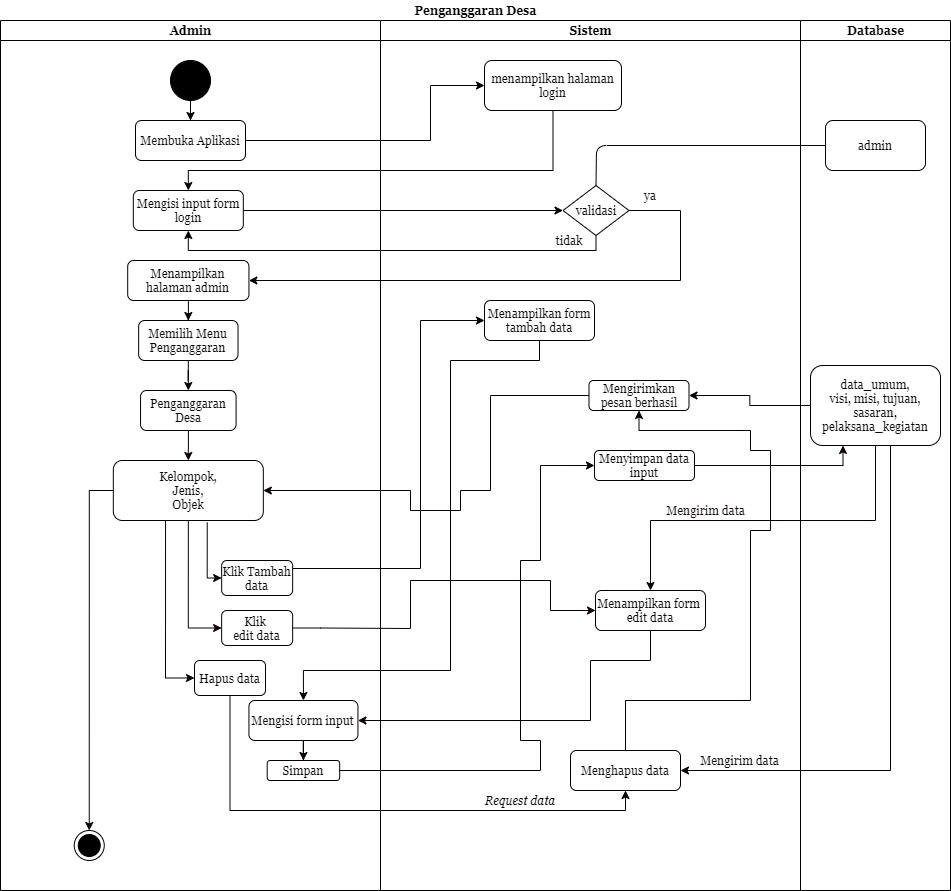 Penganggaran Desa
Admin
Sistem
Database
menampilkan halaman
login
Membuka Aplikasi
admin
Mengisi input form
login
validasi
ya
tidak
Menampilkan
halaman admin
Menampilkan form
tambah data
Memilih Menu
Penganggaran
Mengirimkan
pesan berhasil
data_umum,
visi, misi, tujuan,
sasaran,
pelaksana_kegiatan
Penganggaran
Desa
Menyimpan data
input
Kelompok,
Jenis,
Objek
Mengirim data
Klik Tambah
data
Menampilkan form
edit data
Klik
edit data
Hapus data
Mengisi form input
Simpan
Menghapus data
Mengirim data
Request data